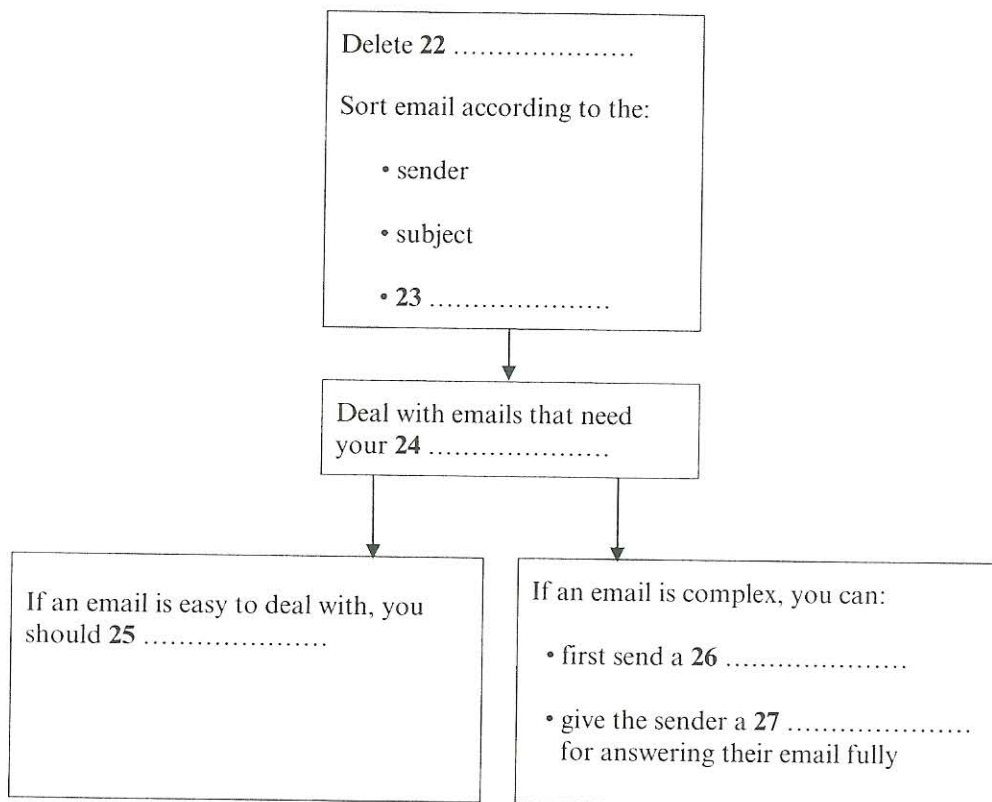 Delete 22 .....................
Sort email according to the:
• sender
• subject
• 23 .....................
Deal with emails that need
your 24 .....................
If an email is easy to deal with, you
should 25 .....................
If an email is complex, you can:
• first send a 26 .....................
• give the sender a 27 .....................
for answering their email fully